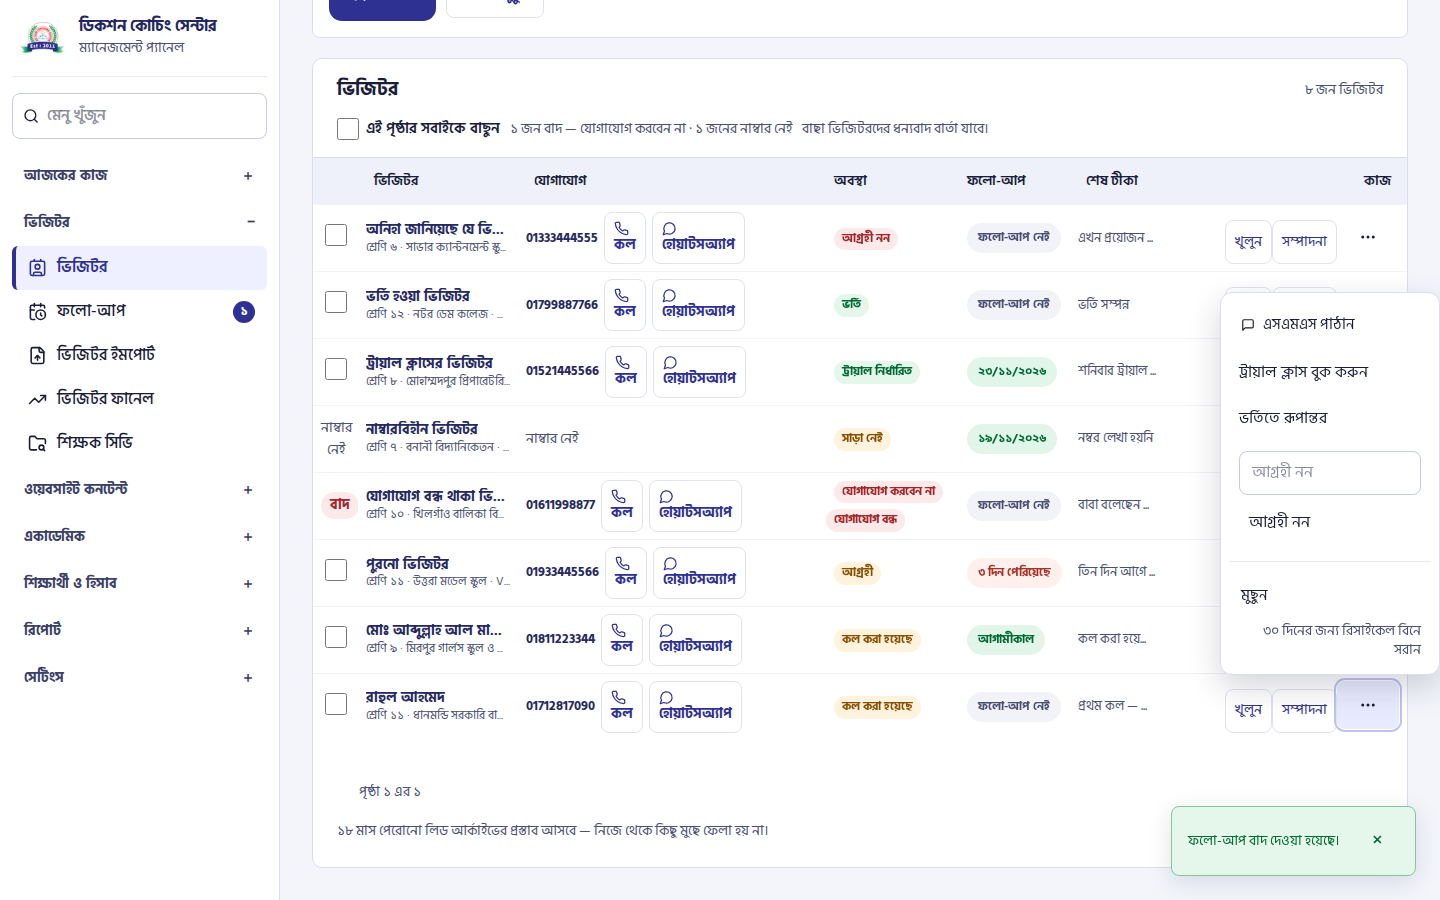 ডিকশন কোচিং সেন্টার
ম্যানেজমেন্ট প্যানেল
Est : 2011
মেনু খুঁজুন
আজকের কাজ +
ভিজিটর −
ভিজিটর
ফলো-আপ ১
ভিজিটর ইমপোর্ট
ভিজিটর ফানেল
শিক্ষক সিভি
ওয়েবসাইট কনটেন্ট +
একাডেমিক +
শিক্ষার্থী ও হিসাব +
রিপোর্ট +
সেটিংস +
ভিজিটর
৮ জন ভিজিটর
এই পৃষ্ঠার সবাইকে বাছুন ১ জন বাদ — যোগাযোগ করবেন না · ১ জনের নাম্বার নেই বাছা ভিজিটরদের ধন্যবাদ বার্তা যাবে।
ভিজিটর যোগাযোগ অবস্থা ফলো-আপ শেষ টীকা কাজ
অনিহা জানিয়েছে যে ভি...
শ্রেণি ৬ · সাভার ক্যান্টনমেন্ট স্কু...
01333444555 কল হোয়াটসঅ্যাপ আগ্রহী নন ফলো-আপ নেই এখন প্রয়োজন ... খুলুন সম্পাদনা ...
ভর্তি হওয়া ভিজিটর
শ্রেণি ১২ · নটর ডেম কলেজ · ...
01799887766 কল হোয়াটসঅ্যাপ ভর্তি ফলো-আপ নেই ভর্তি সম্পন্ন
ট্রায়াল ক্লাসের ভিজিটর
শ্রেণি ৮ · মোহাম্মদপুর প্রিপারেটরি...
01521445566 কল হোয়াটসঅ্যাপ ট্রায়াল নির্ধারিত ২৩/১১/২০২৬ শনিবার ট্রায়াল ...
নাম্বার নেই
নাম্বারবিহীন ভিজিটর
শ্রেণি ৭ · বনানী বিদ্যানিকেতন · ...
নাম্বার নেই সাড়া নেই ১৯/১১/২০২৬ নম্বর লেখা হয়নি
বাদ
যোগাযোগ বন্ধ থাকা ভি...
শ্রেণি ১০ · খিলগাঁও বালিকা বি...
01611998877 কল হোয়াটসঅ্যাপ যোগাযোগ করবেন না
যোগাযোগ বন্ধ
ফলো-আপ নেই বাবা বলেছেন ...
পুরনো ভিজিটর
শ্রেণি ১১ · উত্তরা মডেল স্কুল · V...
01933445566 কল হোয়াটসঅ্যাপ আগ্রহী ৩ দিন পেরিয়েছে তিন দিন আগে ...
মোঃ আব্দুল্লাহ আল মা...
শ্রেণি ৯ · মিরপুর গার্লস স্কুল ও ...
01811223344 কল হোয়াটসঅ্যাপ কল করা হয়েছে আগামীকাল কল করা হয়ে...
রাহুল আহমেদ
শ্রেণি ১১ · ধানমন্ডি সরকারি বা...
01712817090 কল হোয়াটসঅ্যাপ কল করা হয়েছে ফলো-আপ নেই প্রথম কল — ... খুলুন সম্পাদনা ...
এসএমএস পাঠান
ট্রায়াল ক্লাস বুক করুন
ভর্তিতে রূপান্তর
আগ্রহী নন
আগ্রহী নন
মুছুন
৩০ দিনের জন্য রিসাইকেল বিনে
সরান
পৃষ্ঠা ১ এর ১
১৮ মাস পেরোনো লিড আর্কাইভের প্রস্তাব আসবে — নিজে থেকে কিছু মুছে ফেলা হয় না।
ফলো-আপ বাদ দেওয়া হয়েছে। ×